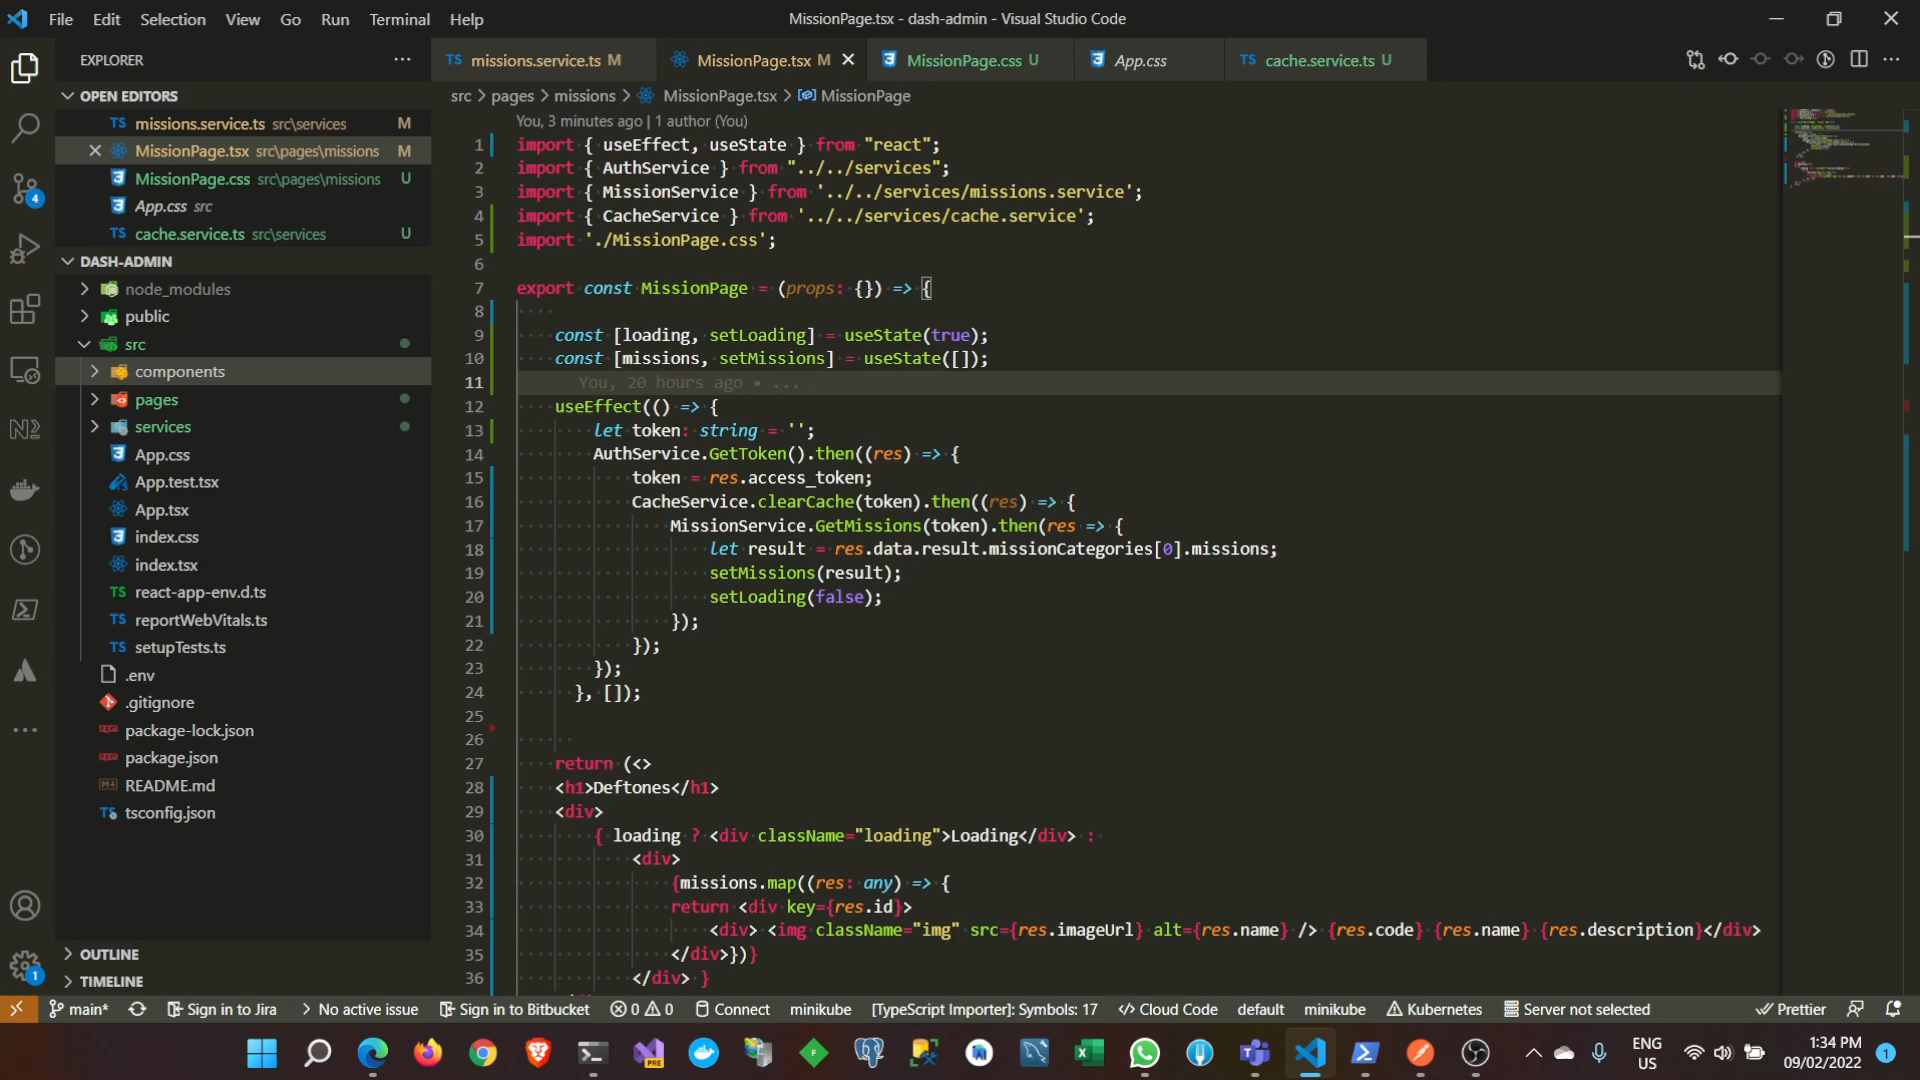 File Edit Selection View Go Run Terminal Help
MissionPage.tsx - dash-admin - Visual Studio Code
EXPLORER
OPEN EDITORS
TS missions.service.ts src\services M
MissionPage.tsx src\pages\missions M
MissionPage.css src\pages\missions U
App.css src
TS cache.service.ts src\services U
DASH-ADMIN
node_modules
public
src
components
pages
services
App.css
App.test.tsx
App.tsx
index.css
index.tsx
TS react-app-env.d.ts
TS reportWebVitals.ts
TS setupTests.ts
.env
.gitignore
package-lock.json
package.json
README.md
tsconfig.json
OUTLINE
TIMELINE
4
1
TS missions.service.ts M
MissionPage.tsx M
MissionPage.css U
App.css
TS cache.service.ts U
src > pages > missions > MissionPage.tsx > MissionPage
You, 3 minutes ago | 1 author (You)
1 import { useEffect, useState } from "react";
2 import { AuthService } from "../../services";
3 import { MissionService } from '../../services/missions.service';
4 import { CacheService } from '../../services/cache.service';
5 import './MissionPage.css';
6
7 export const MissionPage = (props: {}) => {
8
9 const [loading, setLoading] = useState(true);
10 const [missions, setMissions] = useState([]);
11 You, 20 hours ago • ...
12 useEffect(() => {
13 let token: string = '';
14 AuthService.GetToken().then((res) => {
15 token = res.access_token;
16 CacheService.clearCache(token).then((res) => {
17 MissionService.GetMissions(token).then(res => {
18 let result = res.data.result.missionCategories[0].missions;
19 setMissions(result);
20 setLoading(false);
21 });
22 });
23 });
24 }, []);
25
26
27 return (<>
28 <h1>Deftones</h1>
29 <div>
30 { loading ? <div className="loading">Loading</div> :
31 <div>
32 {missions.map((res: any) => {
33 return <div key={res.id}>
34 <div> <img className="img" src={res.imageUrl} alt={res.name} /> {res.code} {res.name} {res.description}</div>
35 </div>})}
36 </div> }
main* Sign in to Jira > No active issue Sign in to Bitbucket 0 0 Connect minikube [TypeScript Importer]: Symbols: 17 </> Cloud Code default minikube Kubernetes Server not selected Prettier
ENG
US
1:34 PM
09/02/2022
1